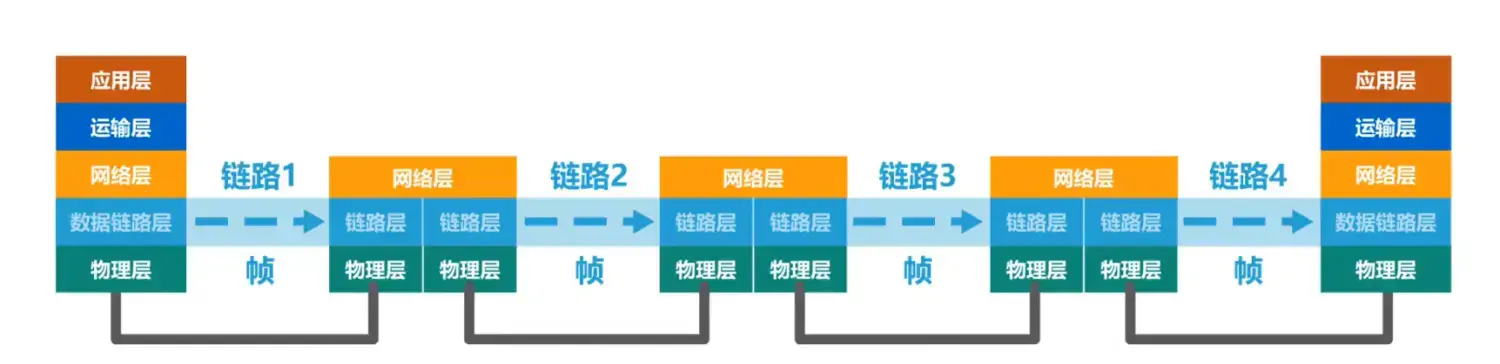 应用层
应用层
运输层
运输层
网络层
链路1
网络层
链路2
网络层
链路3
网络层
链路4
网络层
数据链路层
链路层
链路层
链路层
链路层
链路层
链路层
数据链路层
物理层
帧
物理层
物理层
帧
物理层
物理层
帧
物理层
物理层
帧
物理层